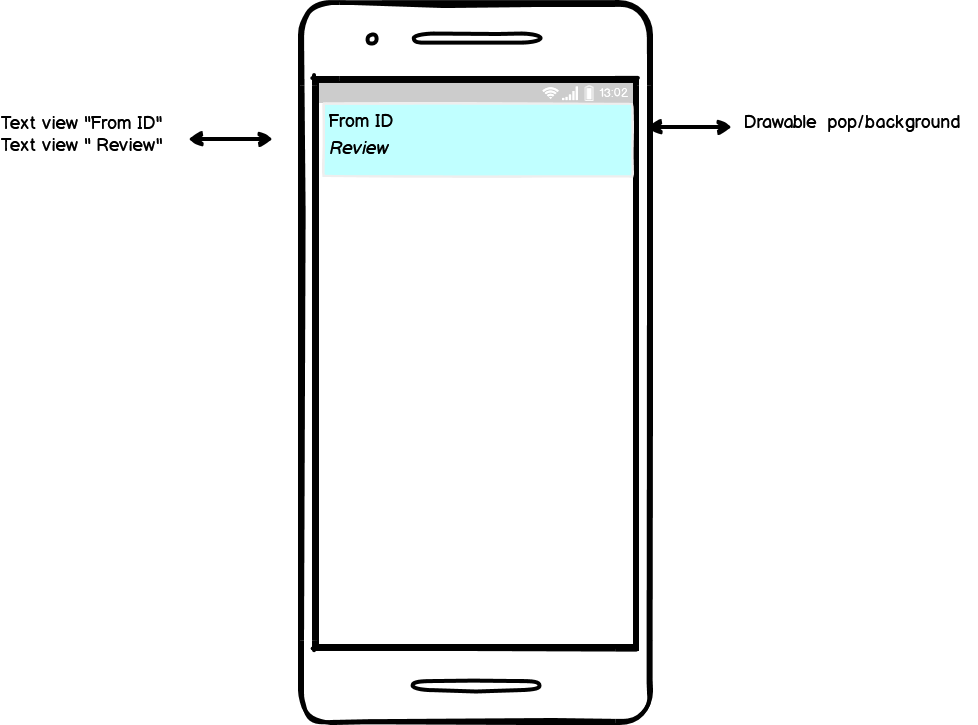 13:02
Text view "From ID"
Text view " Review"
From ID
Review
Drawable pop/background